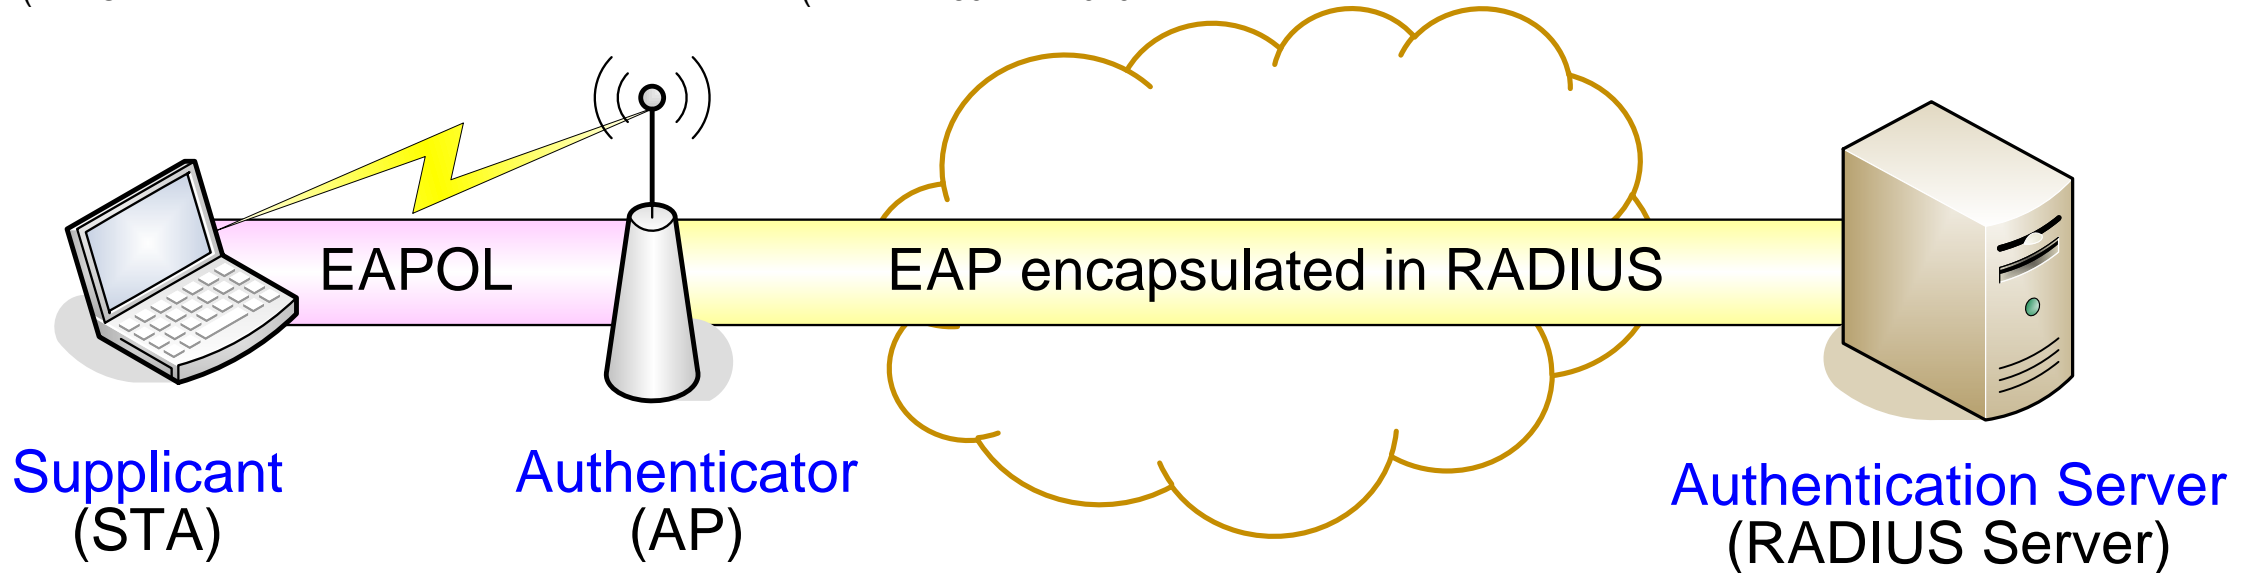 EAPOL
EAP encapsulated in RADIUS
Supplicant
(STA)
Authenticator
(AP)
Authentication Server
(RADIUS Server)